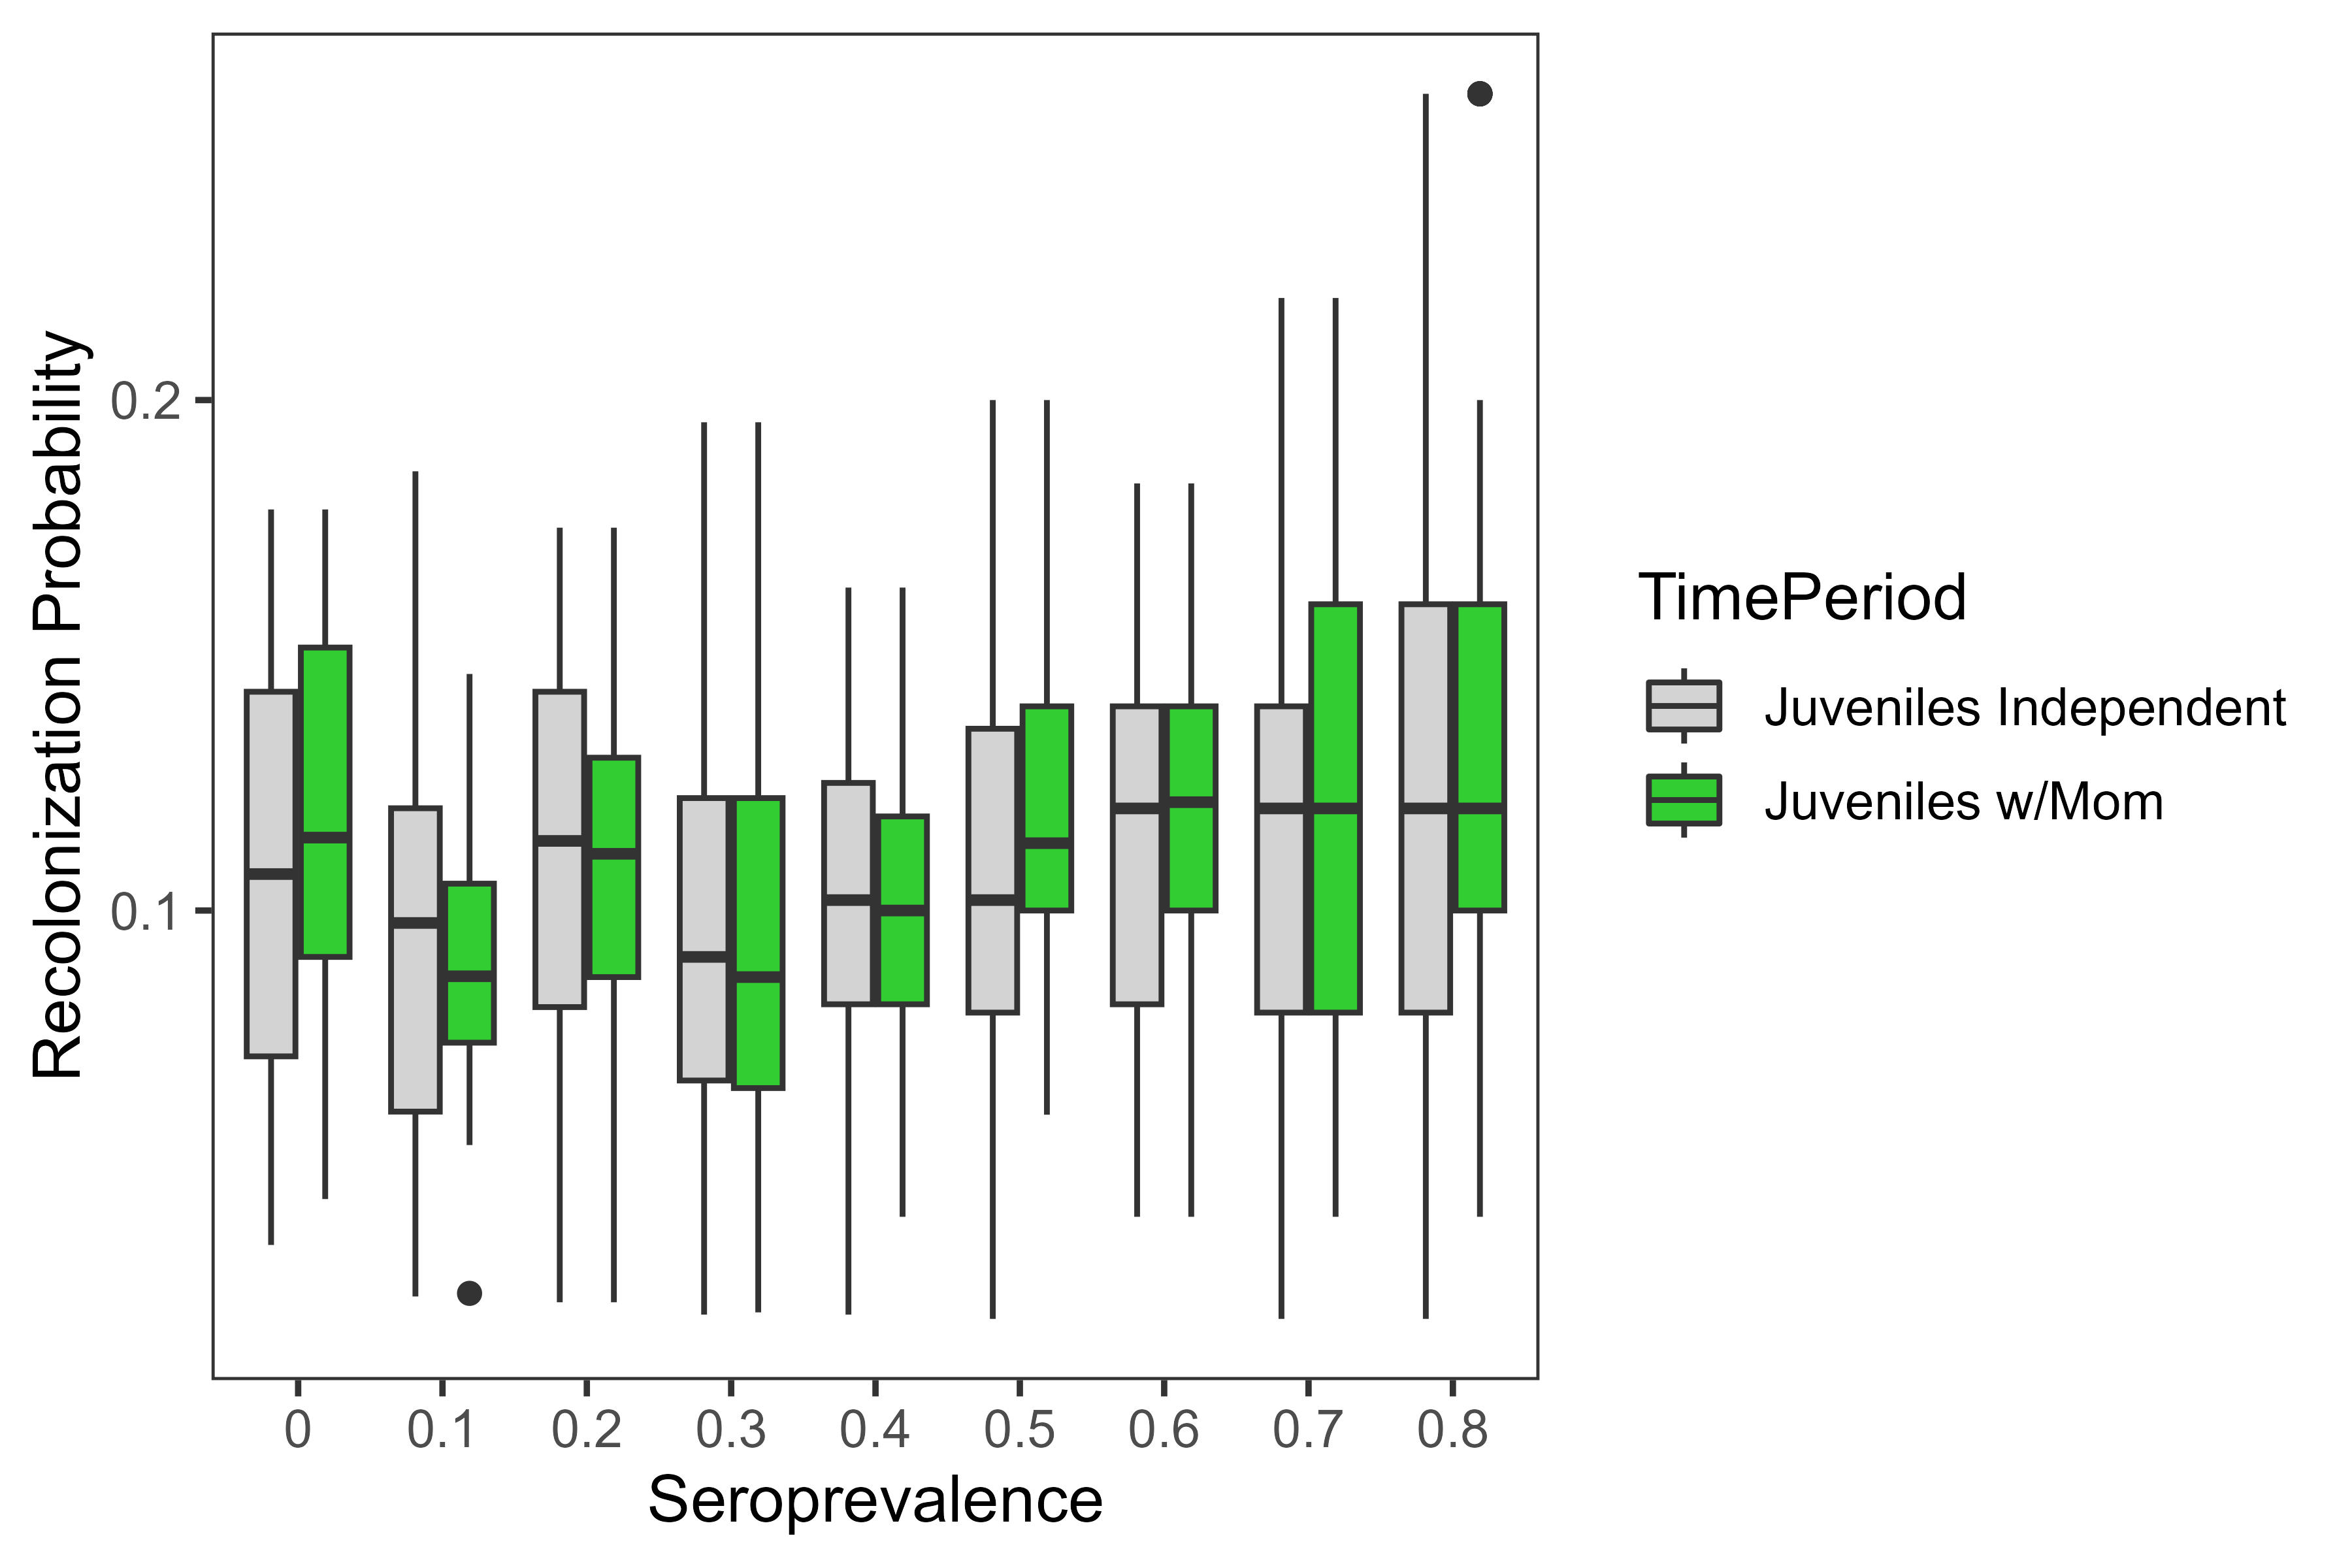 Recolonization Probability
0.2
0.1
0 0.1 0.2 0.3 0.4 0.5 0.6 0.7 0.8
Seroprevalence
TimePeriod
Juveniles Independent
Juveniles w/Mom